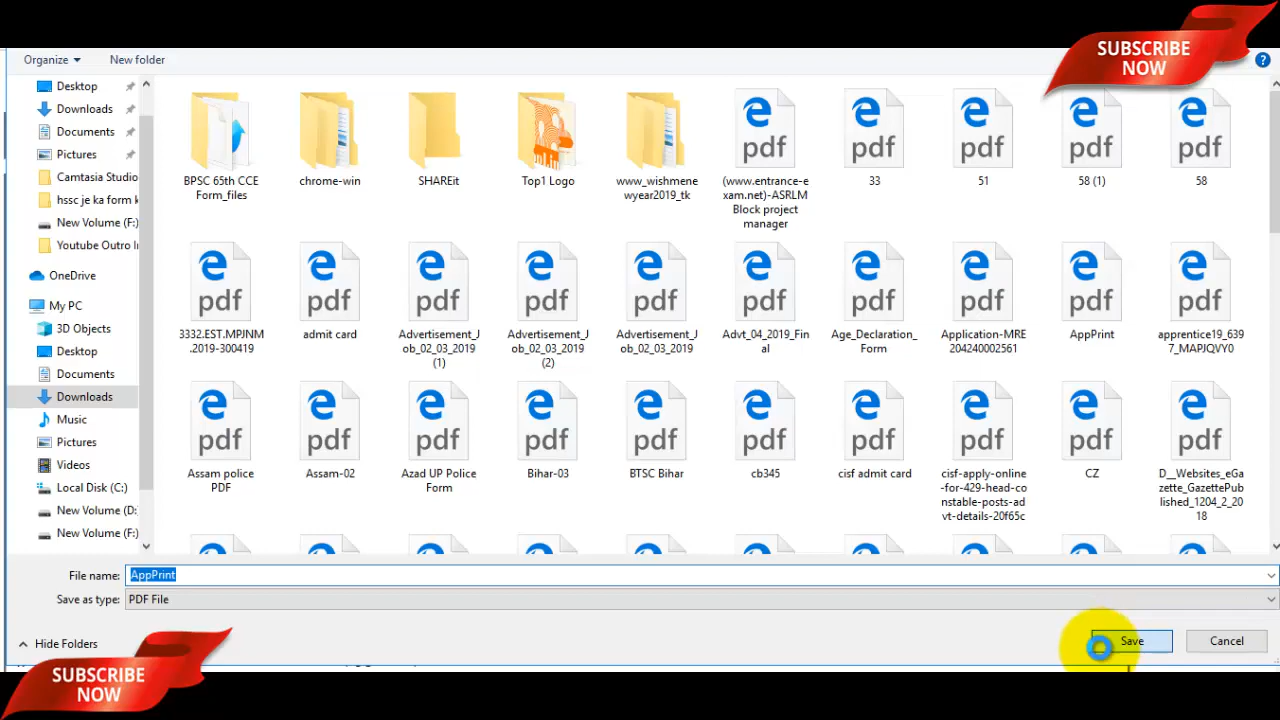 SUBSCRIBE
NOW
Organize
New folder
?
Desktop
Downloads
Documents
Pictures
Camtasia Studio
hssc je ka form k
New Volume (F:)
Youtube Outro In
OneDrive
My PC
3D Objects
Desktop
Documents
Downloads
Music
Pictures
Videos
Local Disk (C:)
New Volume (D:
New Volume (F:)
BPSC 65th CCE
Form_files
chrome-win
SHAREit
Top1 Logo
www_wishmene
wyear2019_tk
pdf
(www.entrance-e
xam.net)-ASRLM
Block project
manager
pdf
33
pdf
51
pdf
58 (1)
pdf
58
pdf
3332.EST.MPJNM
.2019-300419
pdf
admit card
pdf
Advertisement_J
ob_02_03_2019
(1)
pdf
Advertisement_J
ob_02_03_2019
(2)
pdf
Advertisement_J
ob_02_03_2019
pdf
Advt_04_2019_Fin
al
pdf
Age_Declaration_
Form
pdf
Application-MRE
204240002561
pdf
AppPrint
pdf
apprentice19_639
7_MAPJQVY0
pdf
Assam police
PDF
pdf
Assam-02
pdf
Azad UP Police
Form
pdf
Bihar-03
pdf
BTSC Bihar
pdf
cb345
pdf
cisf admit card
pdf
cisf-apply-online
-for-429-head-co
nstable-posts-ad
vt-details-20f65c
pdf
CZ
pdf
D__Websites_eGa
zette_GazettePub
lished_1204_2_20
18
File name: AppPrint
Save as type: PDF File
Hide Folders
Save
Cancel
SUBSCRIBE
NOW